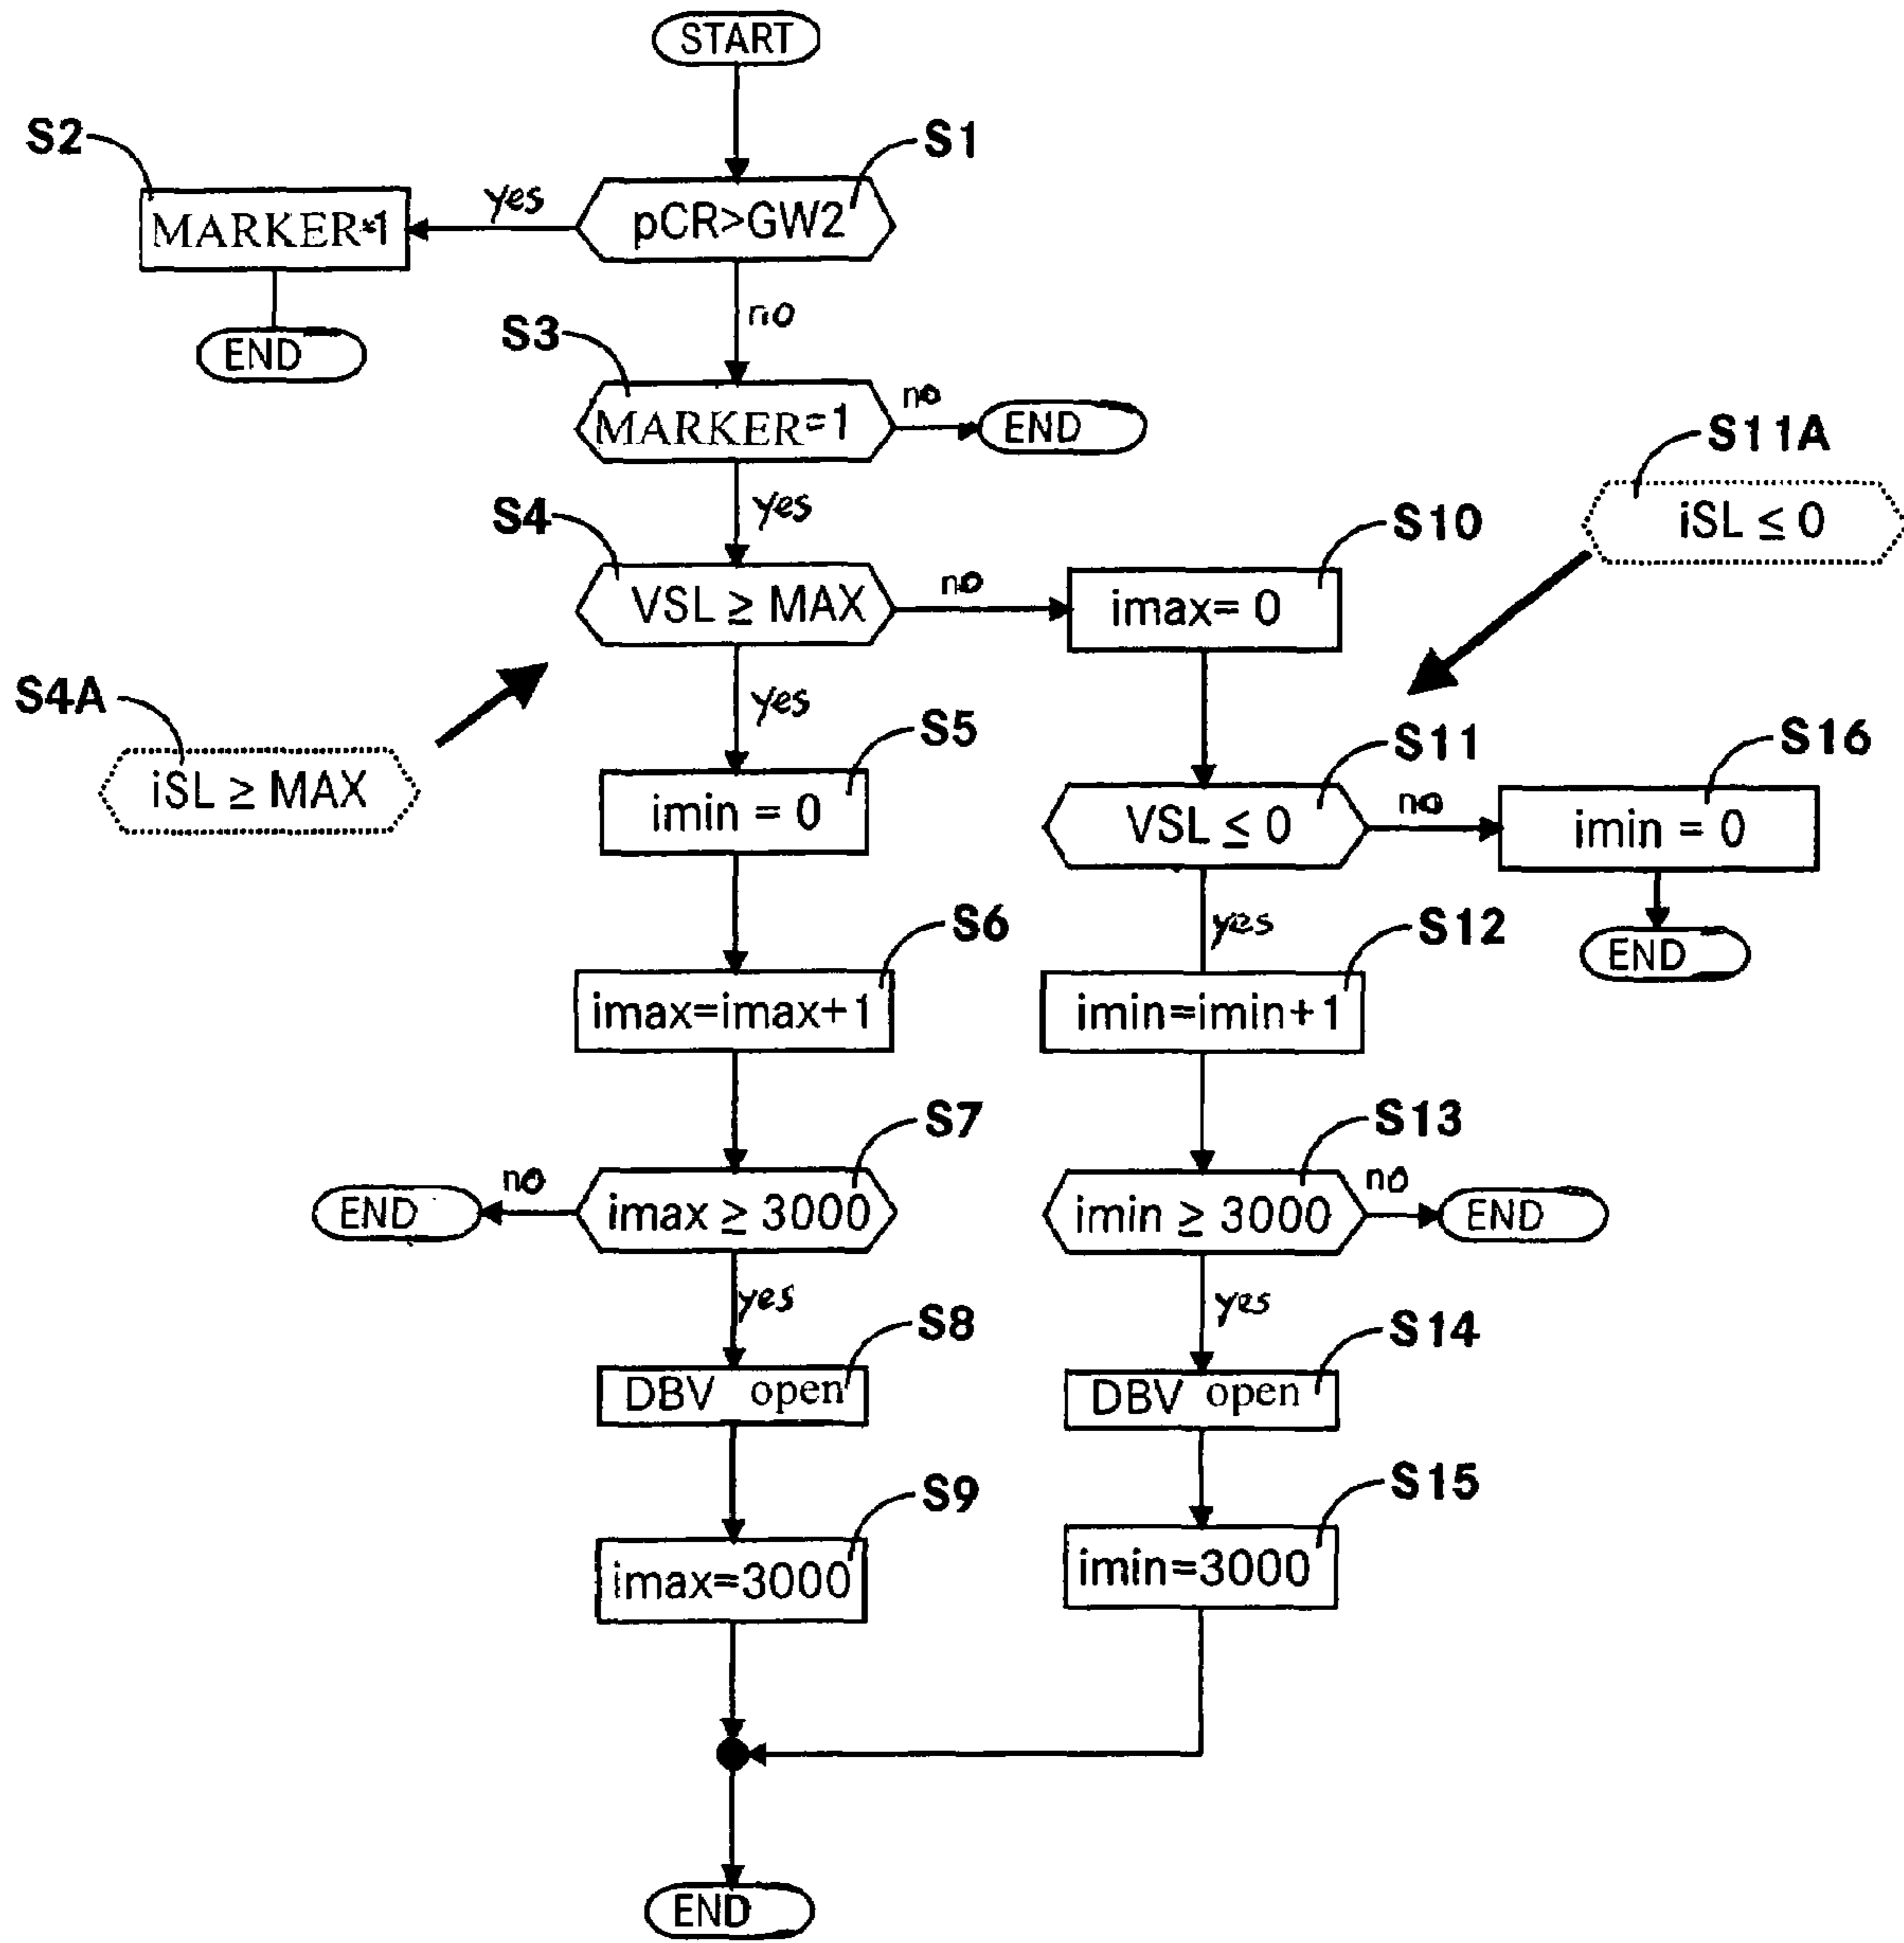 START
S2
S1
yes
MARKER=1
pCR>GW2
no
S3
END
MARKER=1
no
END
S11A
iSL ≤ 0
S4
yes
S10
VSL ≥ MAX
no
imax= 0
S4A
yes
S5
S11
S16
iSL ≥ MAX
imin = 0
VSL ≤ 0
no
imin = 0
S6
yes
S12
END
imax=imax+1
imin=imin+1
S7
S13
no
END
imax ≥ 3000
imin ≥ 3000
no
END
yes
yes
S8
S14
DBV open
DBV open
S9
S15
imax=3000
imin=3000
END